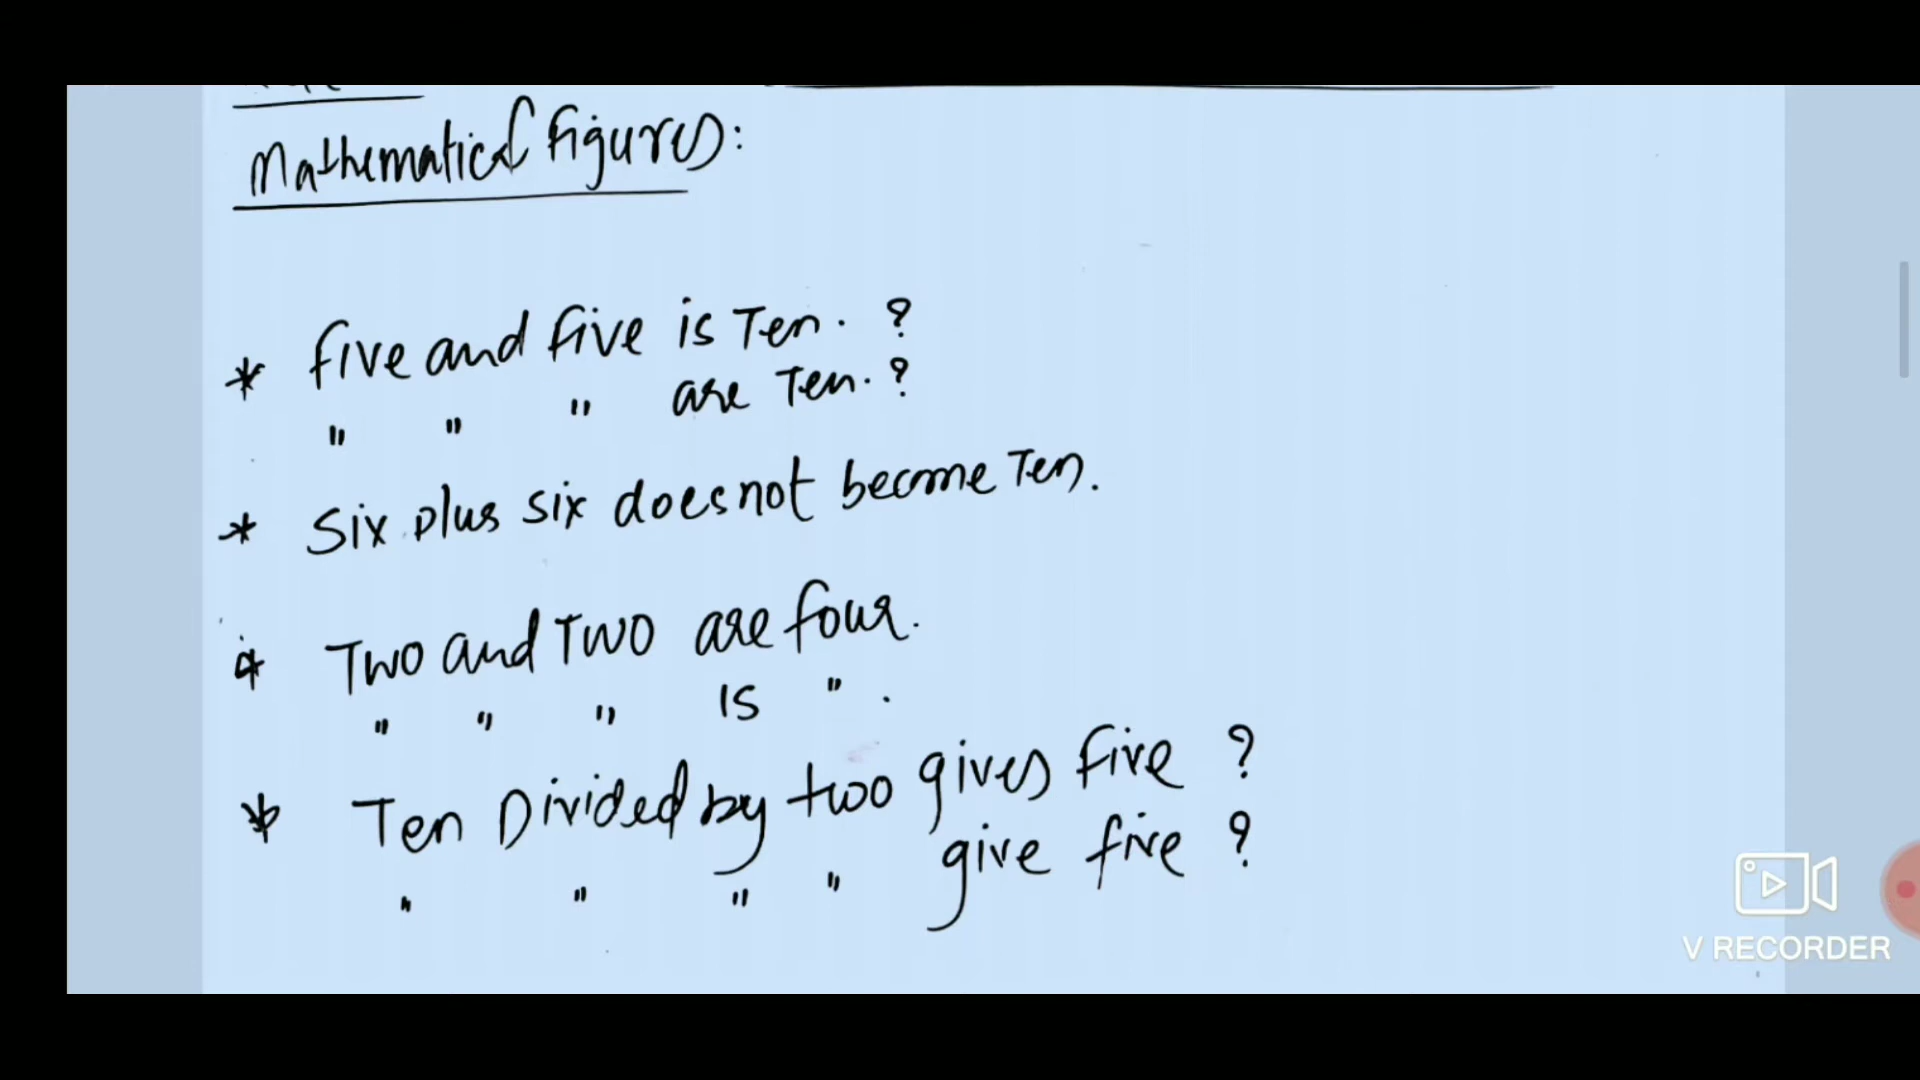 Mathematical figures:
* five and five is Ten. ?
" " " are Ten. ?
* Six plus six does not become Ten.
* Two and Two are four.
" " " is " .
* Ten Divided by two gives five ?
" " " " give five ?
V RECORDER